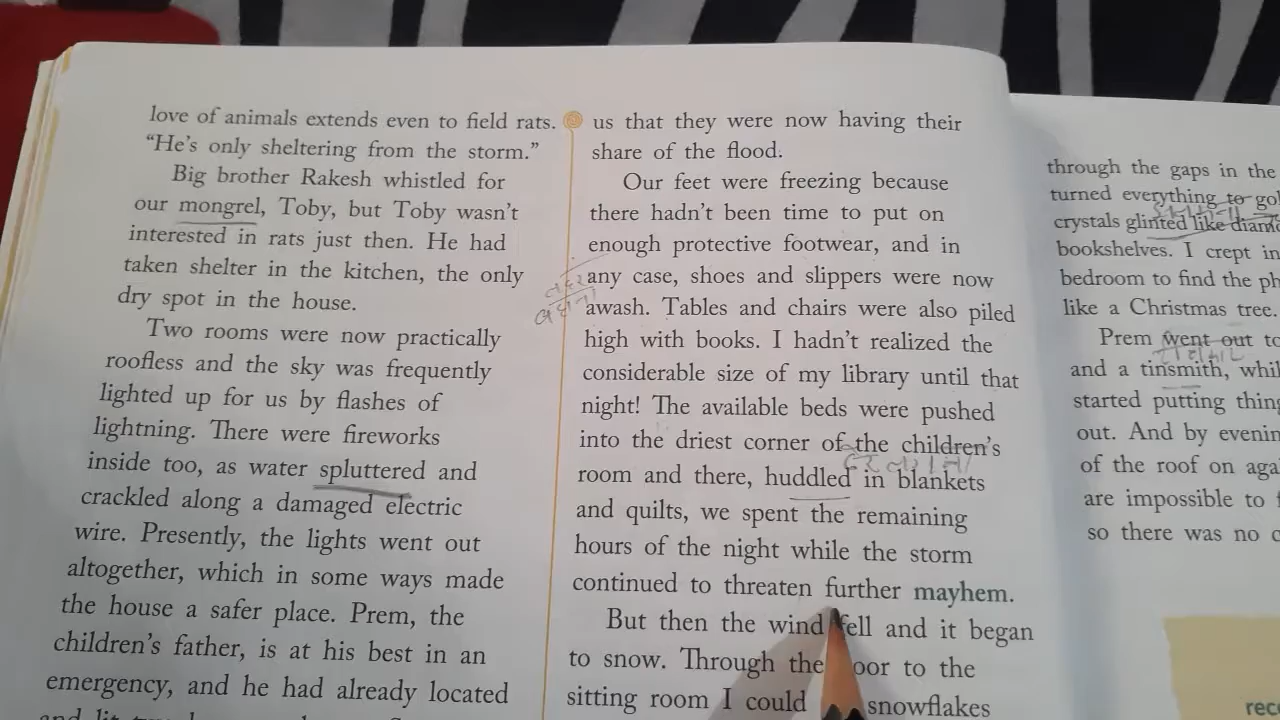 love of animals extends even to field rats.
“He’s only sheltering from the storm.”
Big brother Rakesh whistled for
our mongrel, Toby, but Toby wasn’t
interested in rats just then. He had
taken shelter in the kitchen, the only
dry spot in the house.
Two rooms were now practically
roofless and the sky was frequently
lighted up for us by flashes of
lightning. There were fireworks
inside too, as water spluttered and
crackled along a damaged electric
wire. Presently, the lights went out
altogether, which in some ways made
the house a safer place. Prem, the
children’s father, is at his best in an
emergency, and he had already located
us that they were now having their
share of the flood.
Our feet were freezing because
there hadn’t been time to put on
enough protective footwear, and in
any case, shoes and slippers were now
awash. Tables and chairs were also piled
high with books. I hadn’t realized the
considerable size of my library until that
night! The available beds were pushed
into the driest corner of the children’s
room and there, huddled in blankets
and quilts, we spent the remaining
hours of the night while the storm
continued to threaten further mayhem.
But then the wind fell and it began
to snow. Through the oor to the
sitting room I could snowflakes
through the gaps in the
turned everything to go
crystals glinted like diam
bookshelves. I crept in
bedroom to find the ph
like a Christmas tree.
Prem went out to
and a tinsmith, whil
started putting thing
out. And by evenin
of the roof on aga
are impossible to
so there was no
rec